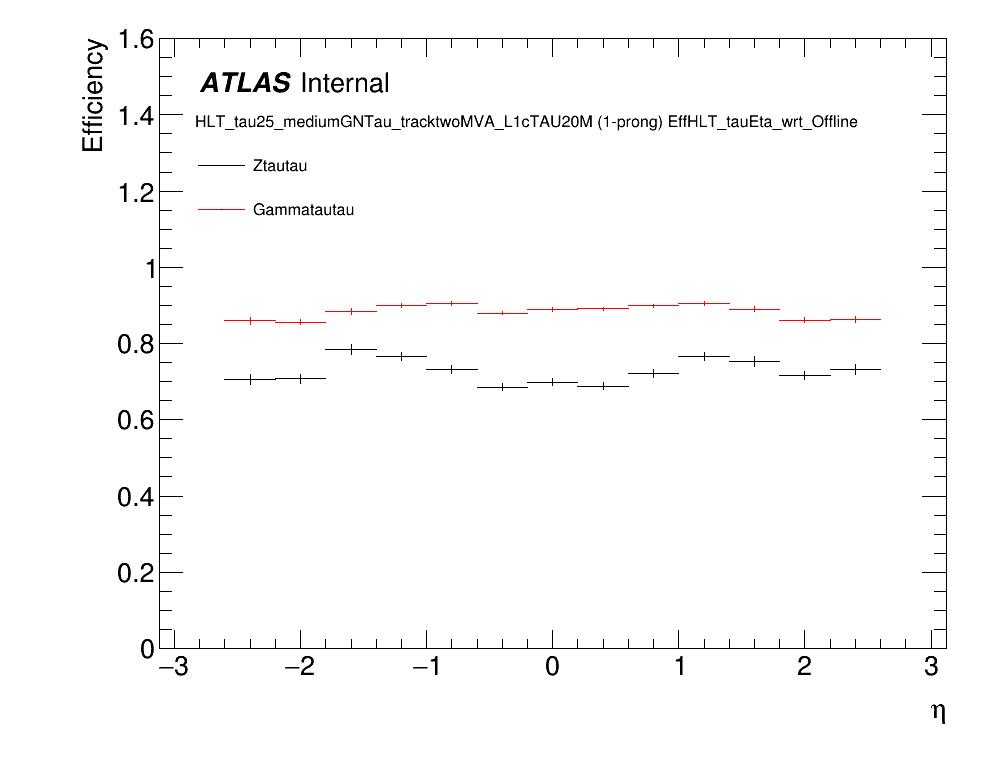 1.6
Efficiency
ATLAS Internal
1.4
HLT_tau25_mediumGNTau_tracktwoMVA_L1cTAU20M (1-prong) EffHLT_tauEta_wrt_Offline
Ztautau
1.2
Gammatautau
1
0.8
0.6
0.4
0.2
0
−3 −2 −1 0 1 2 3
η